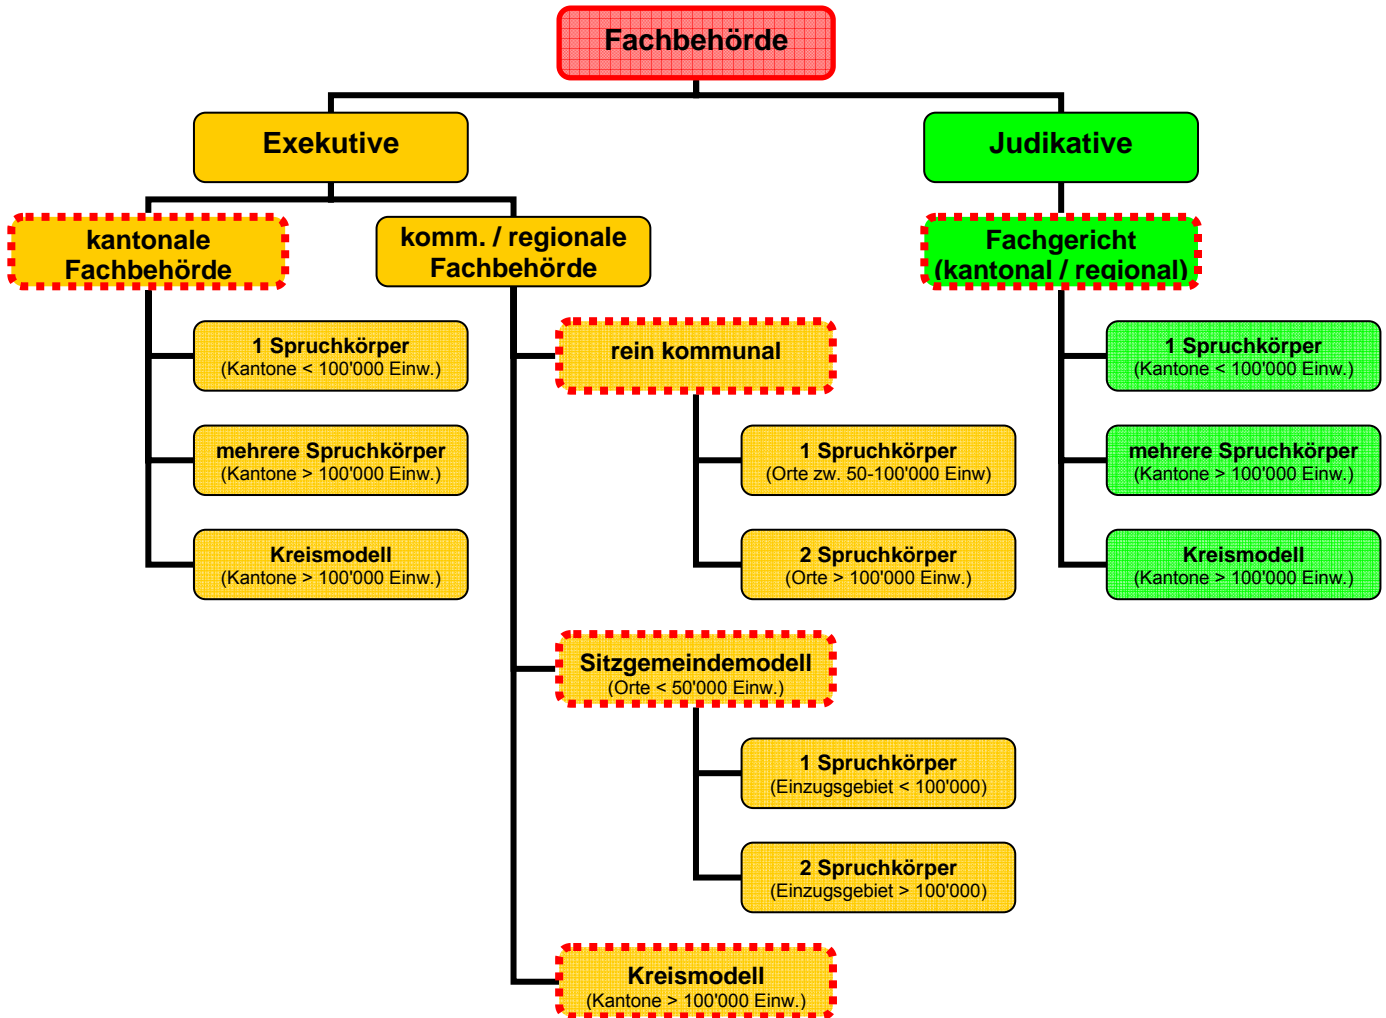 Fachbehörde
Exekutive
Judikative
kantonale
Fachbehörde
komm. / regionale
Fachbehörde
Fachgericht
(kantonal / regional)
1 Spruchkörper
(Kantone < 100'000 Einw.)
mehrere Spruchkörper
(Kantone > 100'000 Einw.)
Kreismodell
(Kantone > 100'000 Einw.)
rein kommunal
1 Spruchkörper
(Orte zw. 50-100'000 Einw)
2 Spruchkörper
(Orte > 100'000 Einw.)
Sitzgemeindemodell
(Orte < 50'000 Einw.)
1 Spruchkörper
(Einzugsgebiet < 100'000)
2 Spruchkörper
(Einzugsgebiet > 100'000)
Kreismodell
(Kantone > 100'000 Einw.)
1 Spruchkörper
(Kantone < 100'000 Einw.)
mehrere Spruchkörper
(Kantone > 100'000 Einw.)
Kreismodell
(Kantone > 100'000 Einw.)